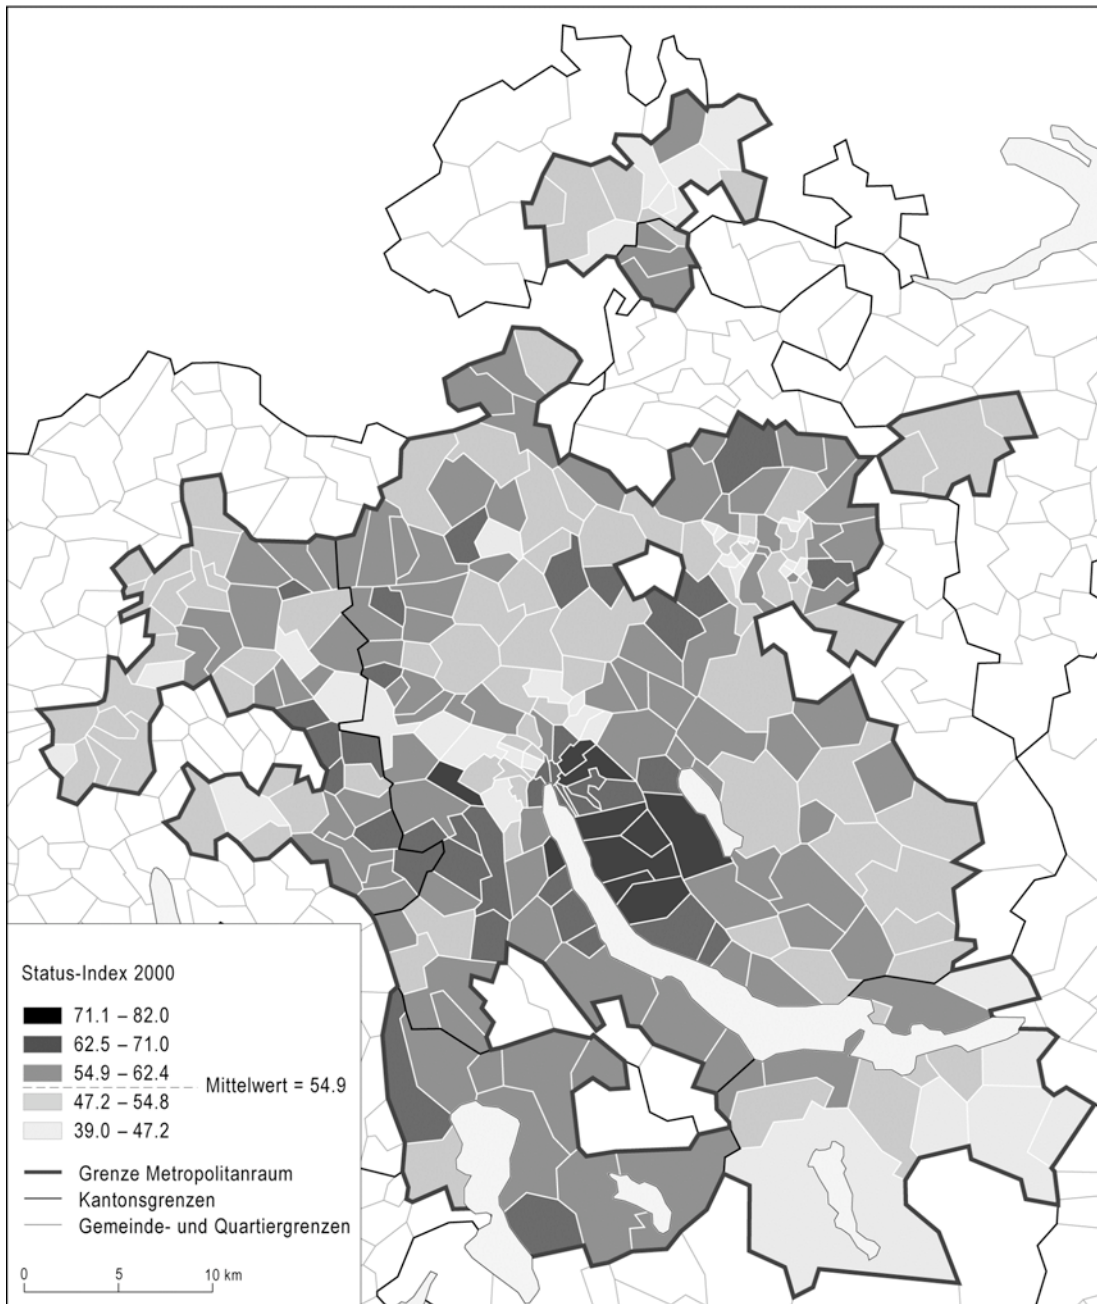 Status-Index 2000
71.1 – 82.0
62.5 – 71.0
54.9 – 62.4
Mittelwert = 54.9
47.2 – 54.8
39.0 – 47.2
Grenze Metropolitanraum
Kantonsgrenzen
Gemeinde- und Quartiergrenzen
0 5 10 km